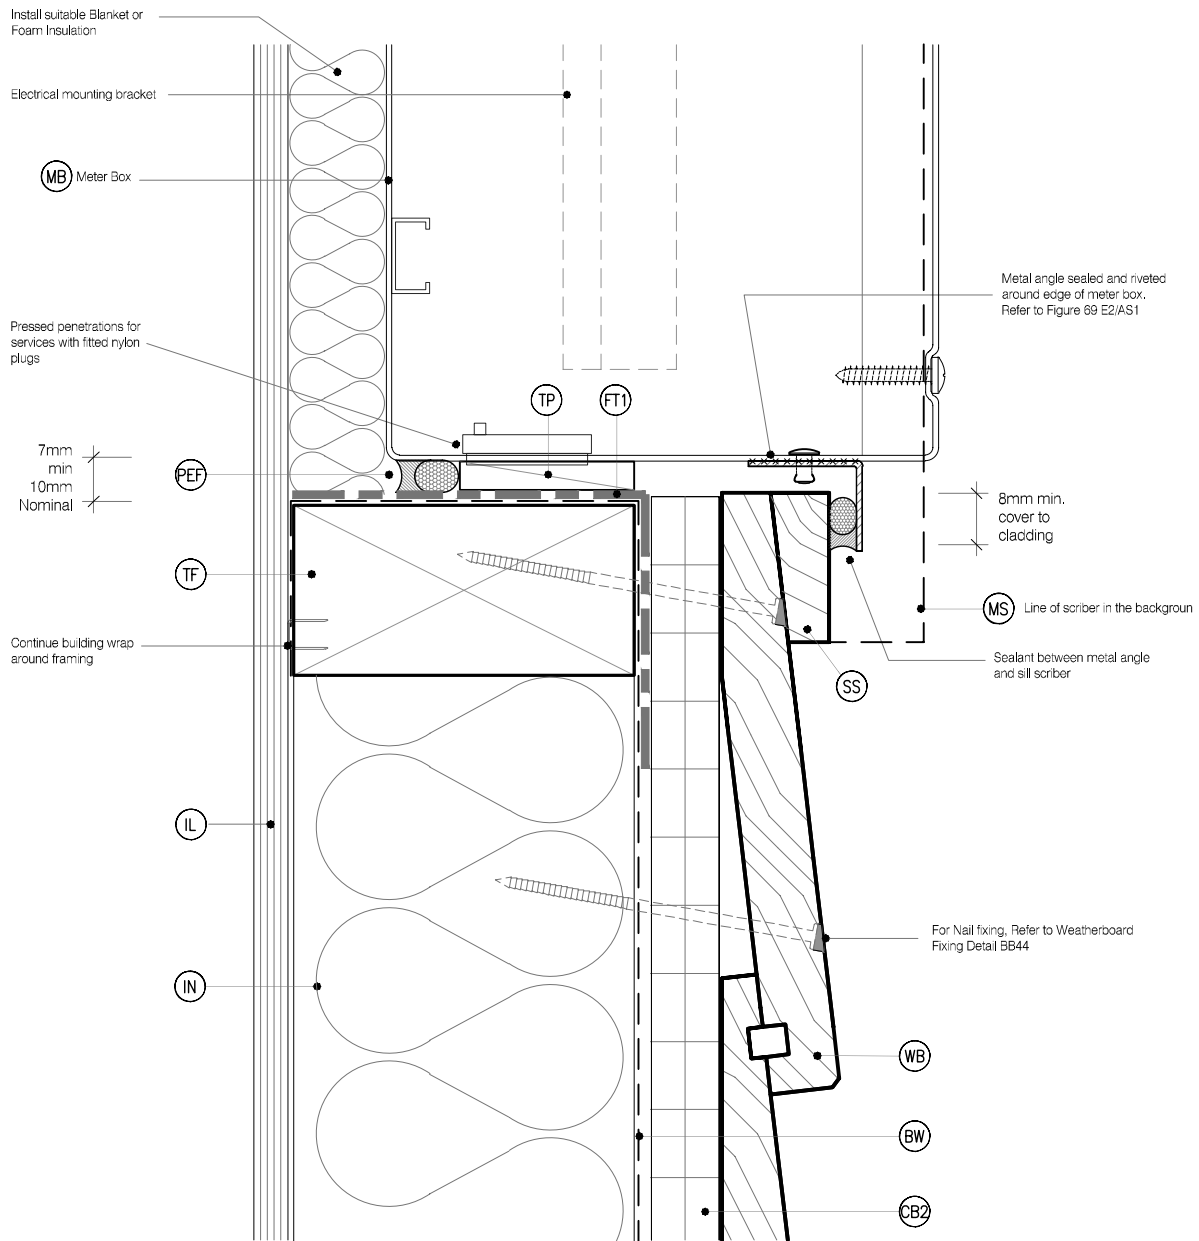 Install suitable Blanket or
Foam Insulation
Electrical mounting bracket
MB Meter Box
Metal angle sealed and riveted
around edge of meter box.
Refer to Figure 69 E2/AS1
Pressed penetrations for
services with fitted nylon
plugs
TP
FT1
7mm
min
10mm
Nominal
PEF
8mm min.
cover to
cladding
TF
MS Line of scriber in the backgroun
Continue building wrap
around framing
Sealant between metal angle
and sill scriber
SS
IL
For Nail fixing, Refer to Weatherboard
Fixing Detail BB44
IN
WB
BW
CB2